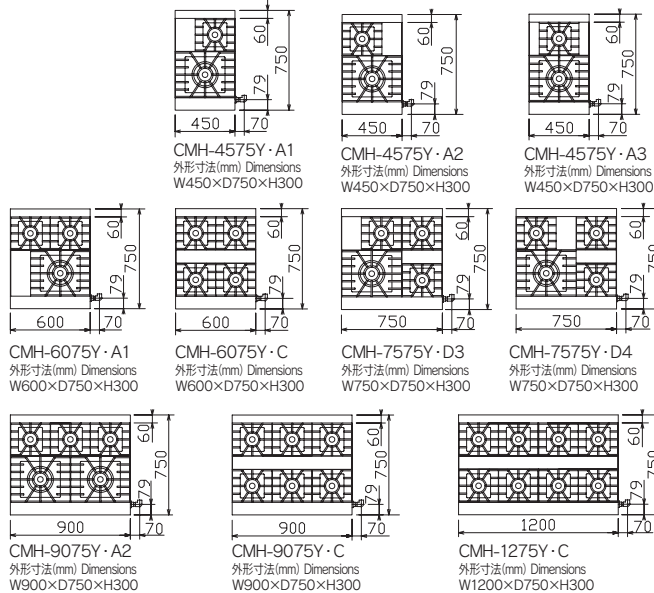 60
750
79
450
70
CMH-4575Y·A1
外形寸法(mm) Dimensions
W450×D750×H300
60
750
79
450
70
CMH-4575Y·A2
外形寸法(mm) Dimensions
W450×D750×H300
60
750
79
450
70
CMH-4575Y·A3
外形寸法(mm) Dimensions
W450×D750×H300
60
750
79
600
70
CMH-6075Y·A1
外形寸法(mm) Dimensions
W600×D750×H300
60
750
79
600
70
CMH-6075Y·C
外形寸法(mm) Dimensions
W600×D750×H300
60
750
79
750
70
CMH-7575Y·D3
外形寸法(mm) Dimensions
W750×D750×H300
60
750
79
750
70
CMH-7575Y·D4
外形寸法(mm) Dimensions
W750×D750×H300
60
750
79
900
70
CMH-9075Y·A2
外形寸法(mm) Dimensions
W900×D750×H300
60
750
79
900
70
CMH-9075Y·C
外形寸法(mm) Dimensions
W900×D750×H300
60
750
79
1200
70
CMH-1275Y·C
外形寸法(mm) Dimensions
W1200×D750×H300